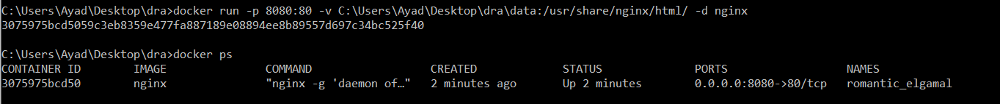 C:\Users\Ayad\Desktop\dra>docker run -p 8080:80 -v C:\Users\Ayad\Desktop\dra\data:/usr/share/nginx/html/ -d nginx
3075975bcd5059c3eb8359e477fa887189e08894ee8b89557d697c34bc525f40
C:\Users\Ayad\Desktop\dra>docker ps
CONTAINER ID IMAGE COMMAND CREATED STATUS PORTS NAMES
3075975bcd50 nginx "nginx -g 'daemon of…" 2 minutes ago Up 2 minutes 0.0.0.0:8080->80/tcp romantic_elgamal